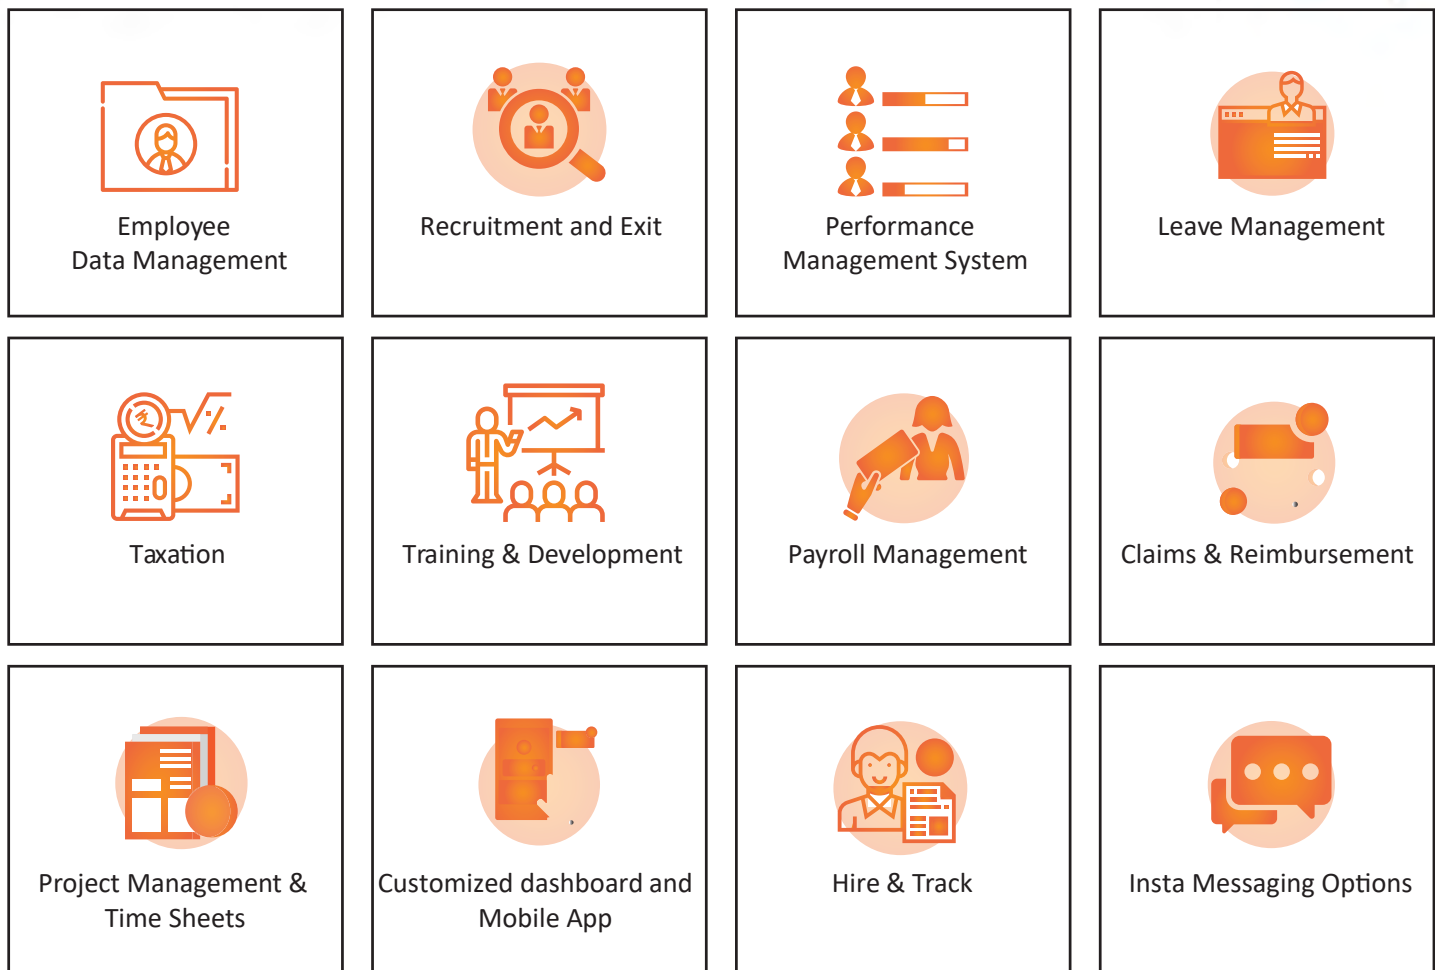 Employee
Data Management
Recruitment and Exit
Performance
Management System
Leave Management
Taxation
Training & Development
Payroll Management
Claims & Reimbursement
Project Management &
Time Sheets
Customized dashboard and
Mobile App
Hire & Track
Insta Messaging Options